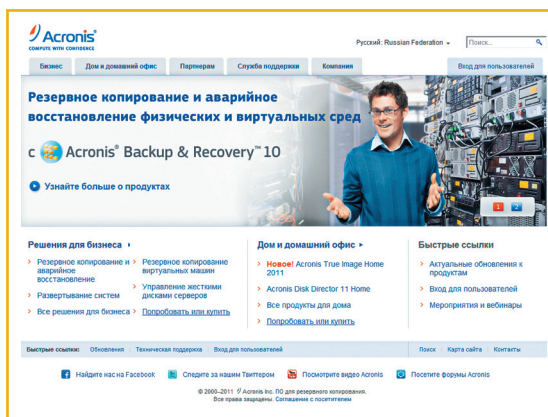 Acronis®
COMPUTE WITH CONFIDENCE
Русский: Russian Federation
Поиск...
Бизнес
Дом и домашний офис
Партнерам
Служба поддержки
Компания
Вход для пользователей
Резервное копирование и аварийное
восстановление физических и виртуальных сред
с Acronis® Backup & Recovery™ 10
Узнайте больше о продуктах
1 2
Решения для бизнеса
Резервное копирование и
аварийное
восстановление
Развертывание систем
Все решения для бизнеса
Резервное копирование
виртуальных машин
Управление жесткими
дисками серверов
Попробовать или купить
Дом и домашний офис
Новое! Acronis True Image Home
2011
Acronis Disk Director 11 Home
Все продукты для дома
Попробовать или купить
Быстрые ссылки
Актуальные обновления к
продуктам
Вход для пользователей
Мероприятия и вебинары
Быстрые ссылки: Обновления Техническая поддержка Вход для пользователей
Поиск Карта сайта Контакты
Найдите нас на Facebook
Следите за нашим Твиттером
Посмотрите видео Acronis
Посетите форумы Acronis
© 2000–2011 Acronis Inc. ПО для резервного копирования.
Все права защищены. Соглашение с посетителем